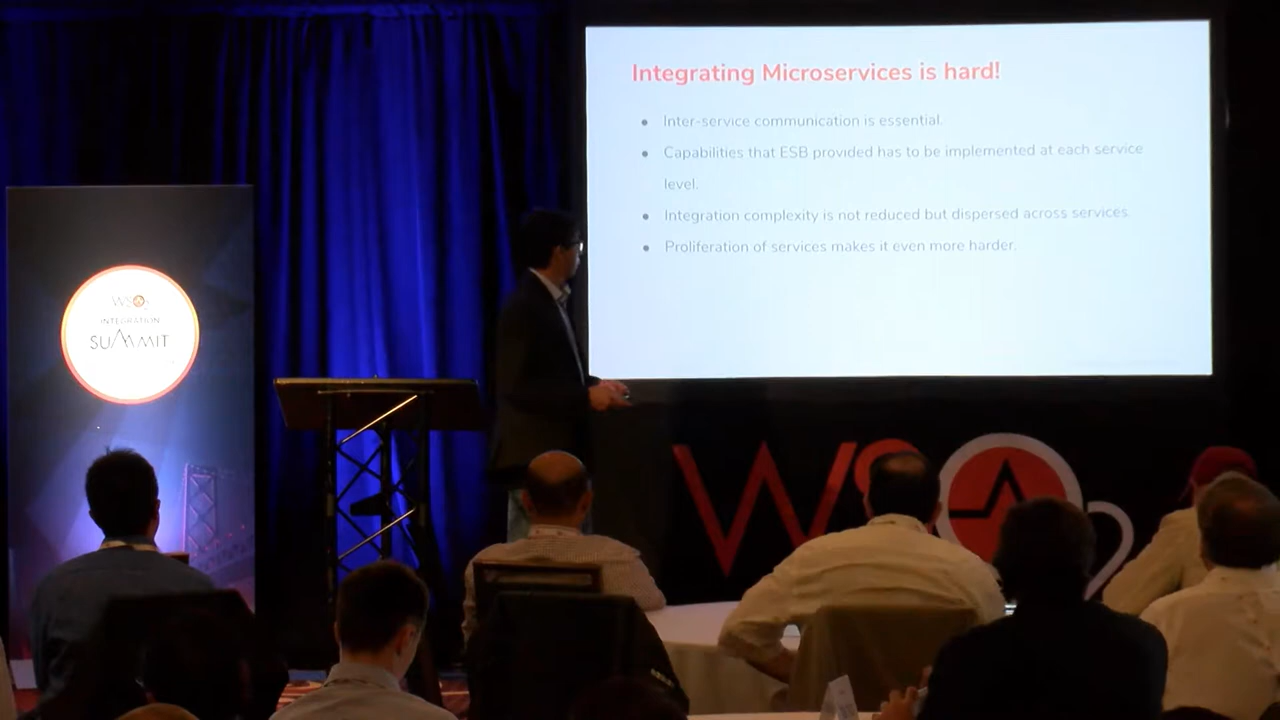 Integrating Microservices is hard!
● Inter-service communication is essential.
● Capabilities that ESB provided has to be implemented at each service
level.
● Integration complexity is not reduced but dispersed across services.
● Proliferation of services makes it even more harder.
WSO2
INTEGRATION
SUMMIT
WSO2